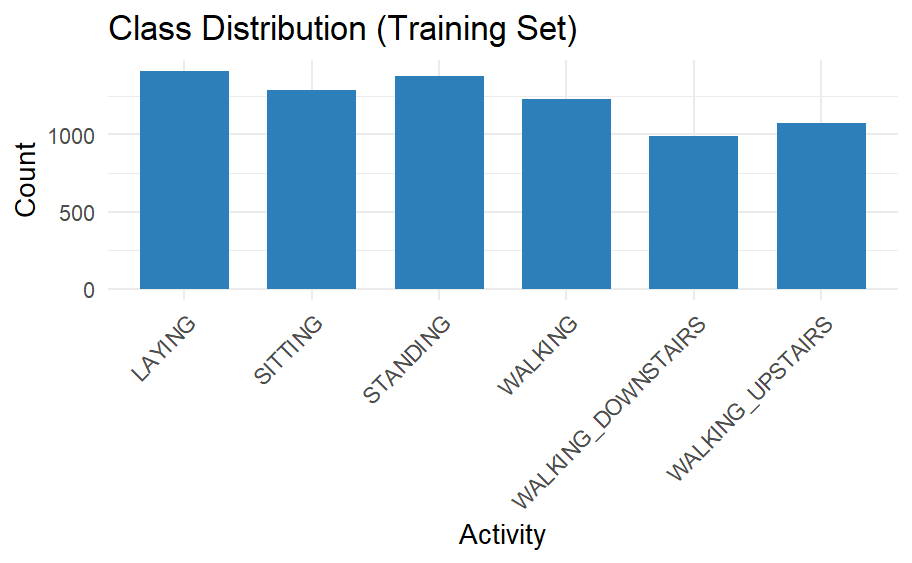 Class Distribution (Training Set)
Count
1000
500
0
LAYING
SITTING
STANDING
WALKING
WALKING_DOWNSTAIRS
WALKING_UPSTAIRS
Activity